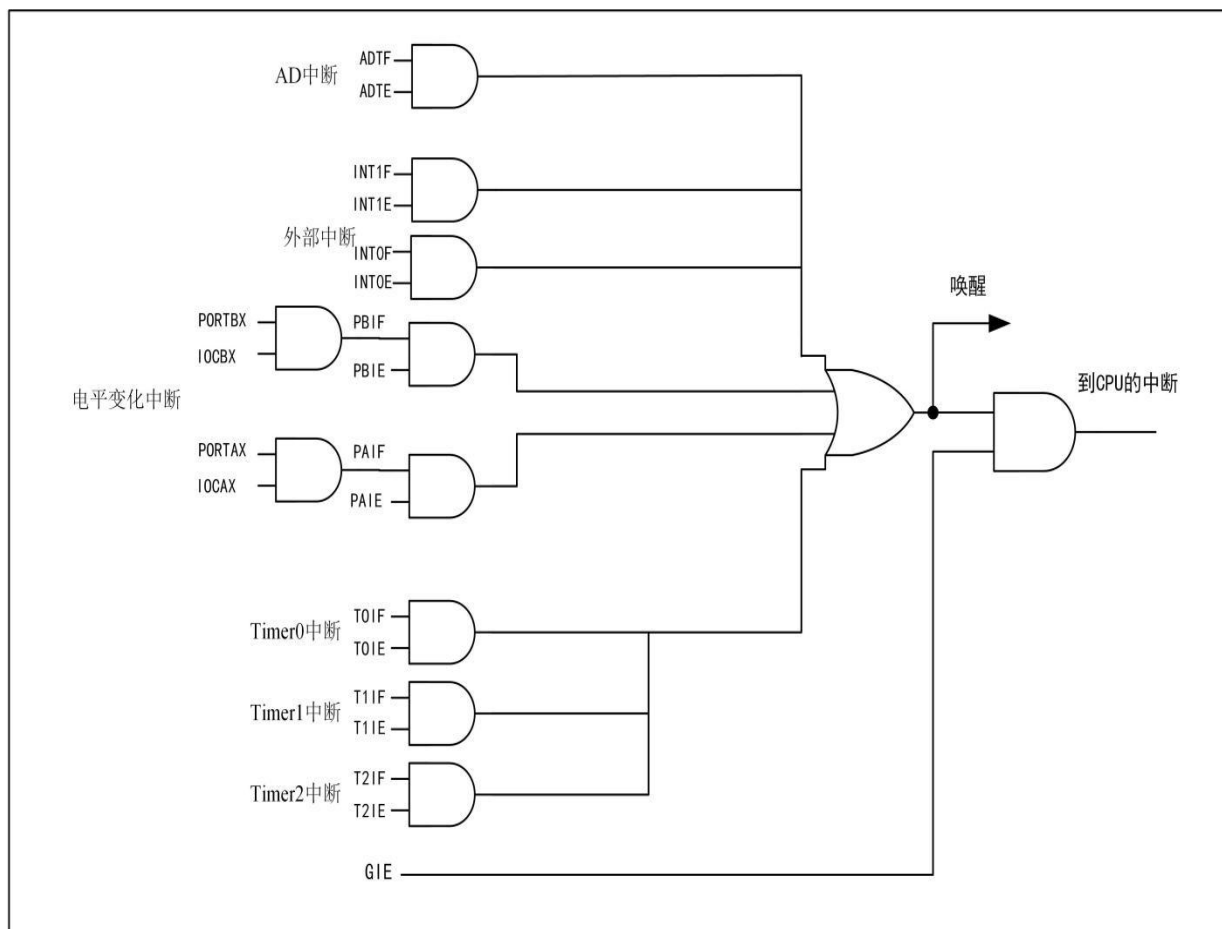 AD中断
ADTF
ADTE
INT1F
INT1E
外部中断
INT0F
INT0E
PORTBX
IOCBX
PBIF
PBIE
电平变化中断
PORTAX
IOCAX
PAIF
PAIE
唤醒
到CPU的中断
Timer0中断
T0IF
T0IE
Timer1中断
T1IF
T1IE
Timer2中断
T2IF
T2IE
GIE